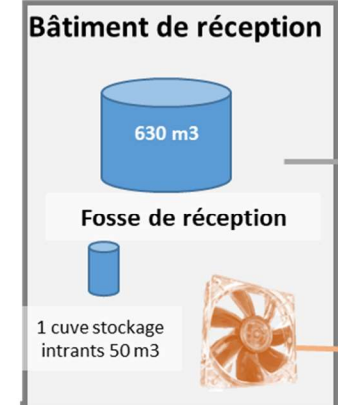 Bâtiment de réception
630 m3
Fosse de réception
1 cuve stockage
intrants 50 m3